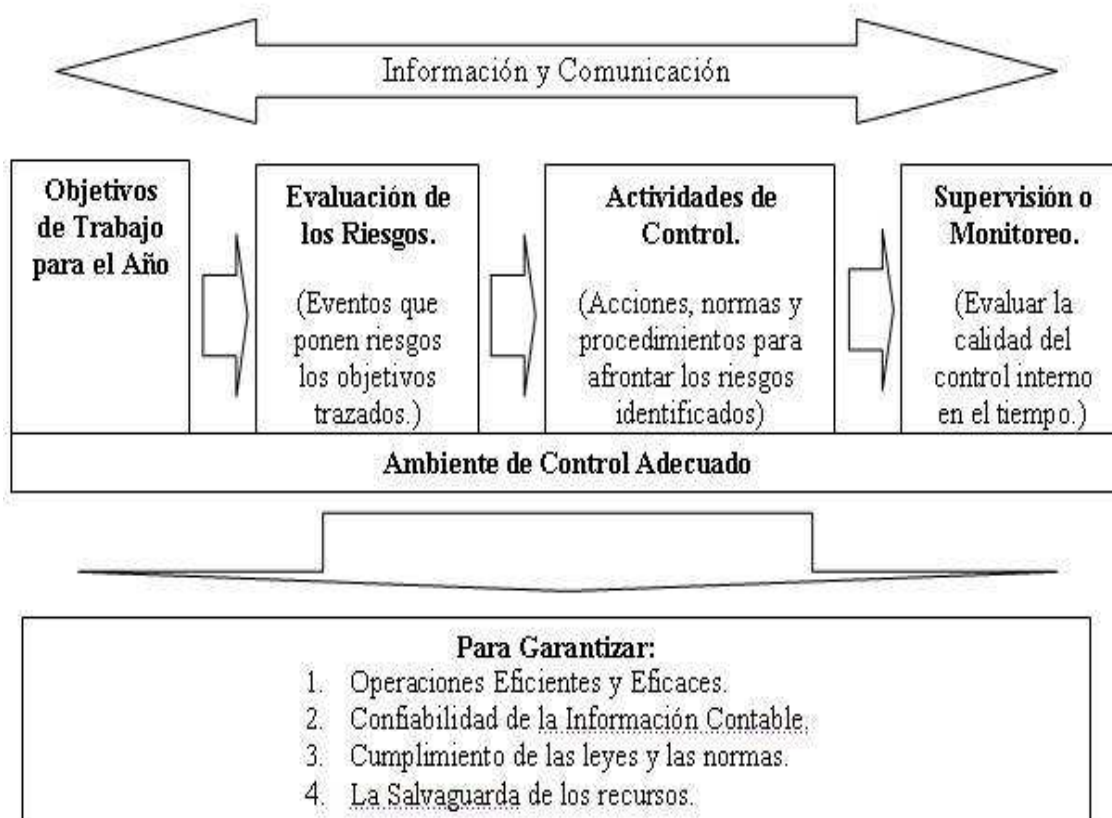 Información y Comunicación
Objetivos
de Trabajo
para el Año
Evaluación de
los Riesgos.
(Eventos que
ponen riesgos
los objetivos
trazados.)
Actividades de
Control.
(Acciones, normas y
procedimientos para
afrontar los riesgos
identificados)
Supervisión o
Monitoreo.
(Evaluar la
calidad del
control interno
en el tiempo.)
Ambiente de Control Adecuado
Para Garantizar:
1. Operaciones Eficientes y Eficaces.
2. Confiabilidad de la Información Contable.
3. Cumplimiento de las leyes y las normas.
4. La Salvaguarda de los recursos.